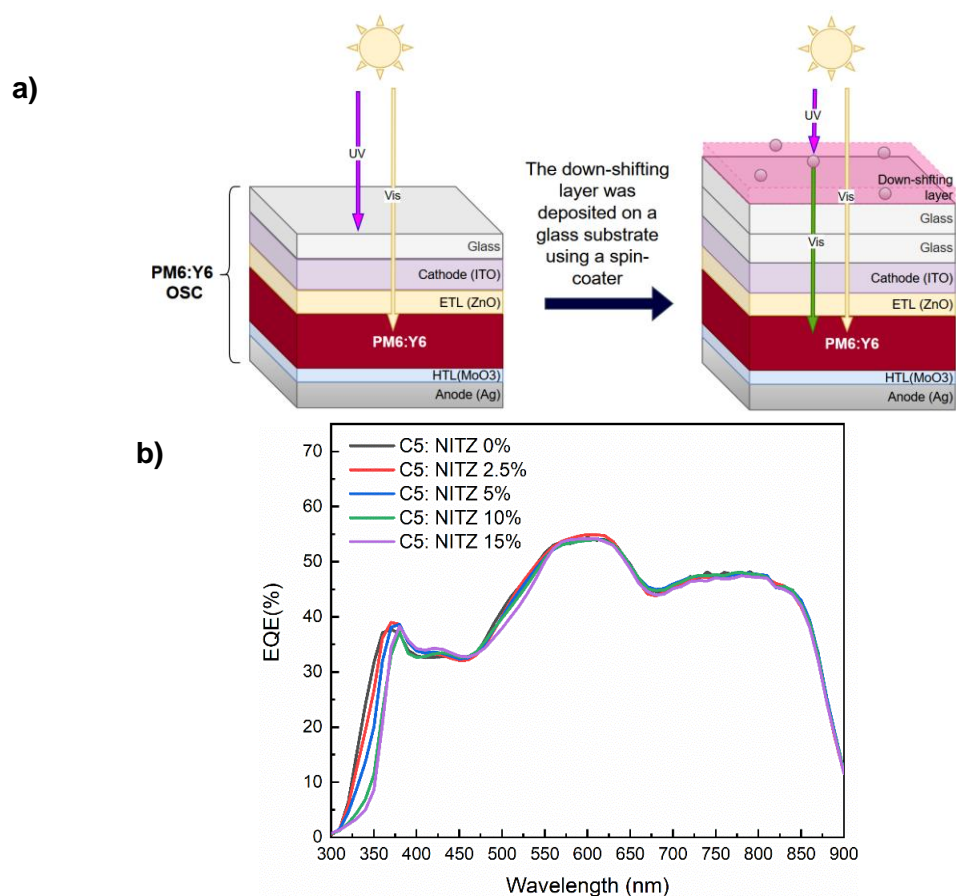 a)
UV
Vis
Glass
Cathode (ITO)
ETL (ZnO)
PM6:Y6
HTL(MoO3)
Anode (Ag)
PM6:Y6
OSC
The down-shifting
layer was
deposited on a
glass substrate
using a spin-
coater
UV
Down-shifting
layer
Vis
Glass
Vis
Glass
Cathode (ITO)
ETL (ZnO)
PM6:Y6
HTL(MoO3)
Anode (Ag)
b)
C5: NITZ 0%
C5: NITZ 2.5%
C5: NITZ 5%
C5: NITZ 10%
C5: NITZ 15%
EQE(%)
70
60
50
40
30
20
10
0
300 350 400 450 500 550 600 650 700 750 800 850 900
Wavelength (nm)